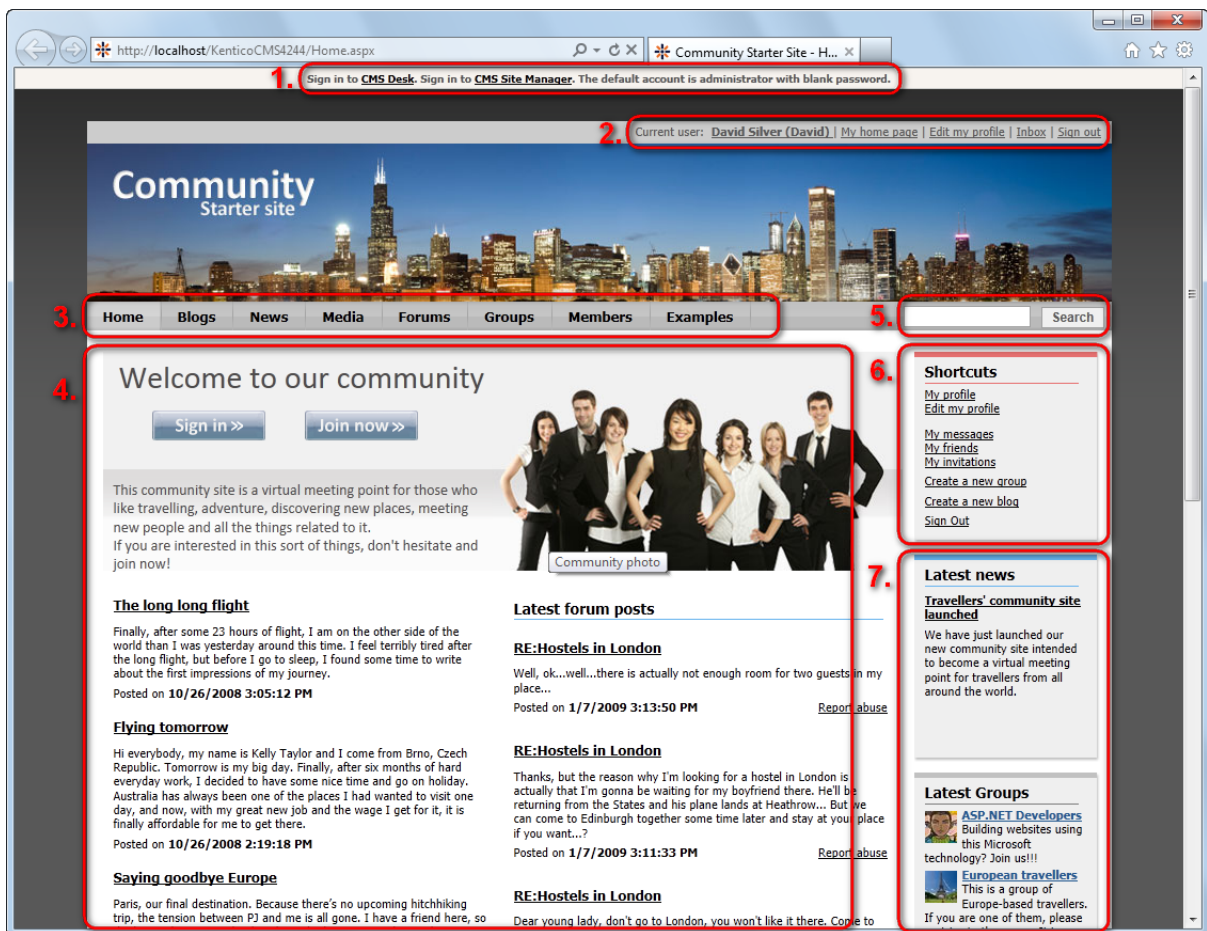 http://localhost/KenticoCMS4244/Home.aspx
Community Starter Site - H...
1.
Sign in to CMS Desk. Sign in to CMS Site Manager. The default account is administrator with blank password.
2.
Current user: David Silver (David) | My home page | Edit my profile | Inbox | Sign out
Community
Starter site
3.
Home Blogs News Media Forums Groups Members Examples
5.
Search
4.
Welcome to our community
Sign in »
Join now »
This community site is a virtual meeting point for those who
like travelling, adventure, discovering new places, meeting
new people and all the things related to it.
If you are interested in this sort of things, don't hesitate and
join now!
Community photo
The long long flight
Finally, after some 23 hours of flight, I am on the other side of the
world than I was yesterday around this time. I feel terribly tired after
the long flight, but before I go to sleep, I found some time to write
about the first impressions of my journey.
Posted on 10/26/2008 3:05:12 PM
Flying tomorrow
Hi everybody, my name is Kelly Taylor and I come from Brno, Czech
Republic. Tomorrow is my big day. Finally, after six months of hard
everyday work, I decided to have some nice time and go on holiday.
Australia has always been one of the places I had wanted to visit one
day, and now, with my great new job and the wage I get for it, it is
finally affordable for me to get there.
Posted on 10/26/2008 2:19:18 PM
Saying goodbye Europe
Paris, our final destination. Because there's no upcoming hitchhiking
trip, the tension between PJ and me is all gone. I have a friend here, so
Latest forum posts
RE:Hostels in London
Well, ok...well...there is actually not enough room for two guests in my
place...
Posted on 1/7/2009 3:13:50 PM
Report abuse
RE:Hostels in London
Thanks, but the reason why I'm looking for a hostel in London is
actually that I'm gonna be waiting for my boyfriend there. He'll be
returning from the States and his plane lands at Heathrow... But we
can come to Edinburgh together some time later and stay at your place
if you want...?
Posted on 1/7/2009 3:11:33 PM
Report abuse
RE:Hostels in London
Dear young lady, don't go to London, you won't like it there. Come to
6.
Shortcuts
My profile
Edit my profile
My messages
My friends
My invitations
Create a new group
Create a new blog
Sign Out
7.
Latest news
Travellers' community site
launched
We have just launched our
new community site intended
to become a virtual meeting
point for travellers from all
around the world.
Latest Groups
ASP.NET Developers
Building websites using
this Microsoft
technology? Join us!!!
European travellers
This is a group of
Europe-based travellers.
If you are one of them, please